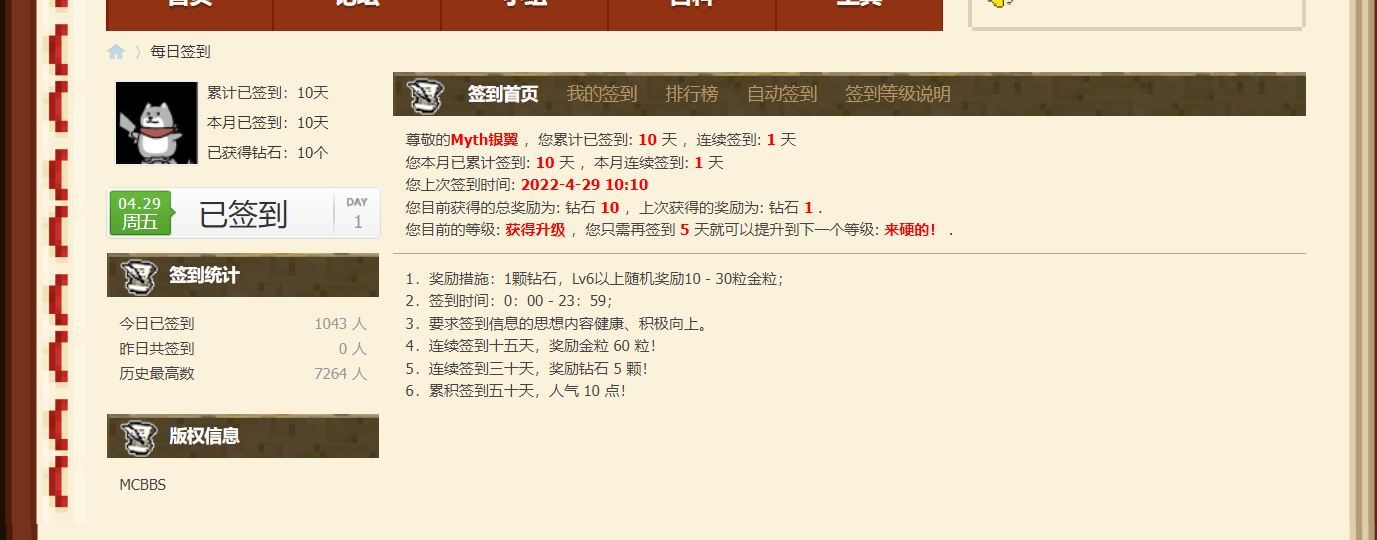 首页 论坛 小组 百科 工具
每日签到
累计已签到：10天
本月已签到：10天
已获得钻石：10个
04.29
周五
已签到
DAY
1
签到统计
今日已签到 1043 人
昨日共签到 0 人
历史最高数 7264 人
版权信息
MCBBS
签到首页 我的签到 排行榜 自动签到 签到等级说明
尊敬的Myth银翼 ，您累计已签到: 10 天 ，连续签到: 1 天
您本月已累计签到: 10 天 ，本月连续签到: 1 天
您上次签到时间: 2022-4-29 10:10
您目前获得的总奖励为: 钻石 10 ，上次获得的奖励为: 钻石 1 .
您目前的等级: 获得升级 ，您只需再签到 5 天就可以提升到下一个等级: 来硬的！ .
1．奖励措施：1颗钻石，Lv6以上随机奖励10 - 30粒金粒；
2．签到时间：0：00 - 23：59；
3．要求签到信息的思想内容健康、积极向上。
4．连续签到十五天，奖励金粒 60 粒！
5．连续签到三十天，奖励钻石 5 颗！
6．累积签到五十天，人气 10 点！